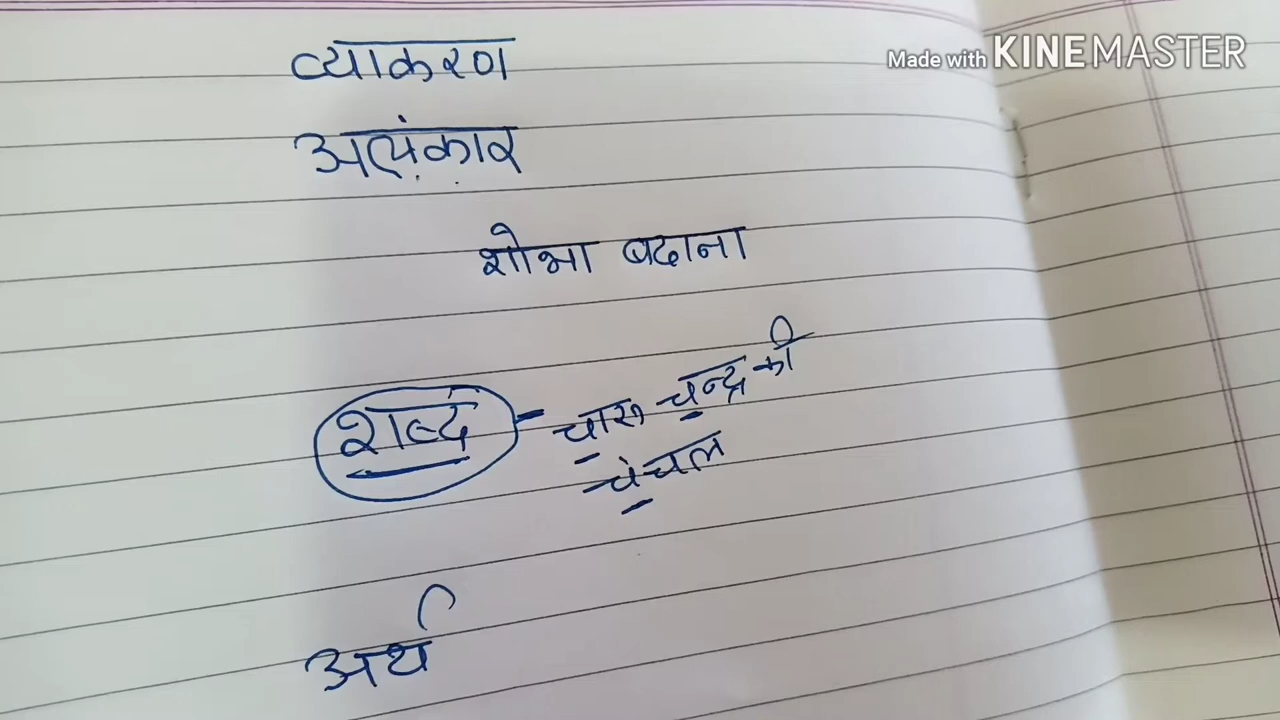 व्याकरण
Made with KINEMASTER
अलंकार
शोभा बढाना
शब्द - चारु चन्द्र की
चंचल
अर्थ